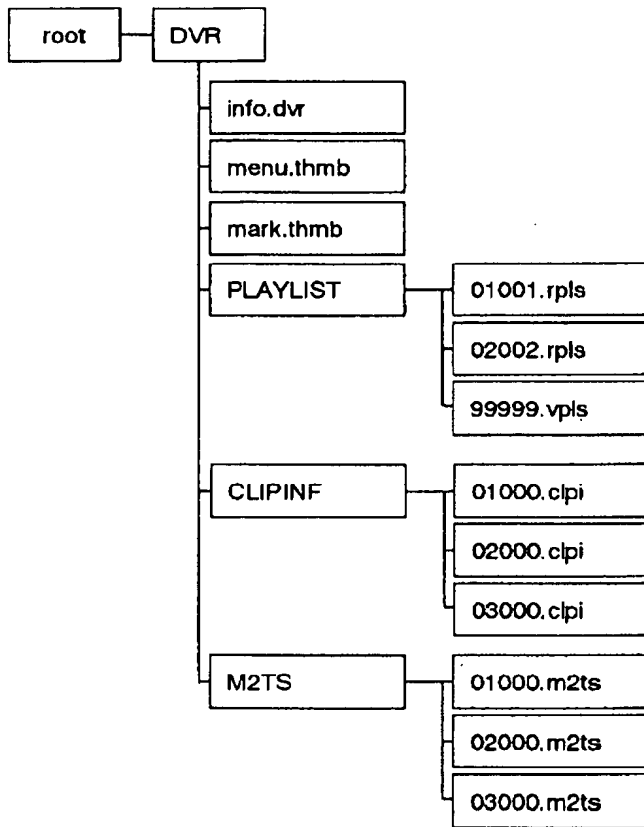 root
DVR
info.dvr
menu.thmb
mark.thmb
PLAYLIST
01001.rpls
02002.rpls
99999.vpls
CLIPINF
01000.clpi
02000.clpi
03000.clpi
M2TS
01000.m2ts
02000.m2ts
03000.m2ts